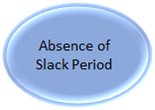 Absence of
Slack Period